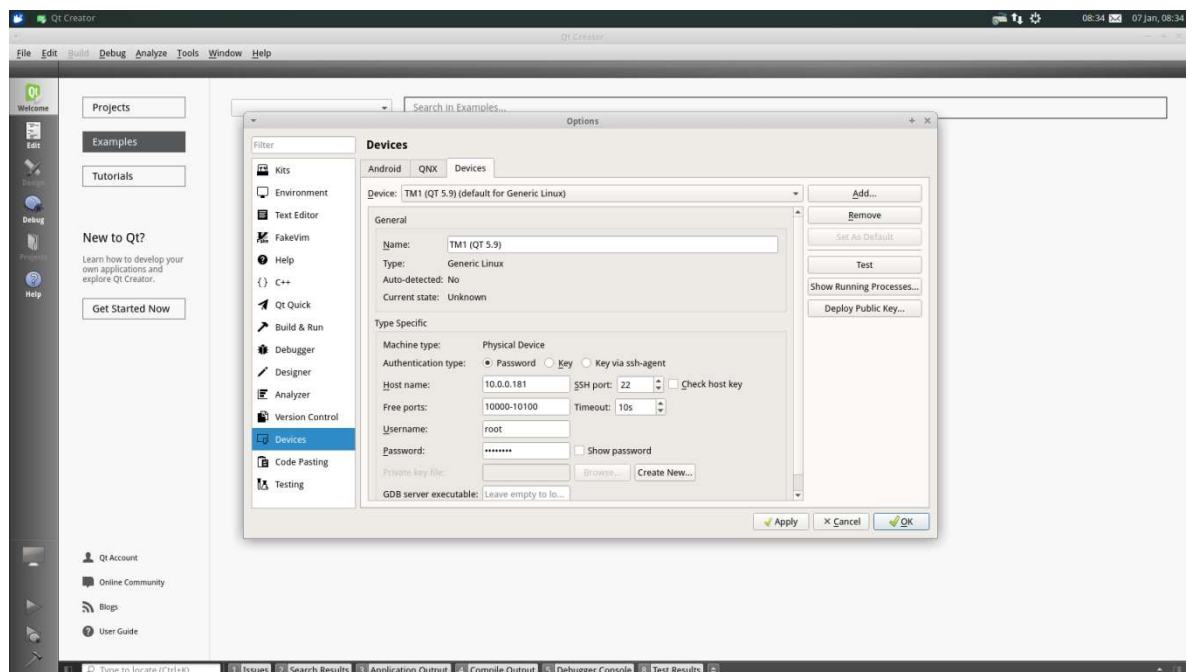 Qt Creator 08:34 07 Jan, 08:34
Qt Creator
File Edit Build Debug Analyze Tools Window Help
Welcome
Edit
Design
Debug
Projects
Help
Projects
Examples
Tutorials
New to Qt?
Learn how to develop your
own applications and
explore Qt Creator.
Get Started Now
Qt Account
Online Community
Blogs
User Guide
Search in Examples...
Options
Filter
Kits
Environment
Text Editor
FakeVim
Help
C++
Qt Quick
Build & Run
Debugger
Designer
Analyzer
Version Control
Devices
Code Pasting
Testing
Devices
Android QNX Devices
Device: TM1 (QT 5.9) (default for Generic Linux)
General
Name: TM1 (QT 5.9)
Type: Generic Linux
Auto-detected: No
Current state: Unknown
Type Specific
Machine type: Physical Device
Authentication type: Password Key Key via ssh-agent
Host name: 10.0.0.181 SSH port: 22 Check host key
Free ports: 10000-10100 Timeout: 10s
Username: root
Password: •••••••• Show password
Private key file: Browse... Create New...
GDB server executable: Leave empty to lo...
Add...
Remove
Set As Default
Test
Show Running Processes...
Deploy Public Key...
Apply Cancel OK
Type to locate (Ctrl+K) 1 Issues 2 Search Results 3 Application Output 4 Compile Output 5 Debugger Console 8 Test Results